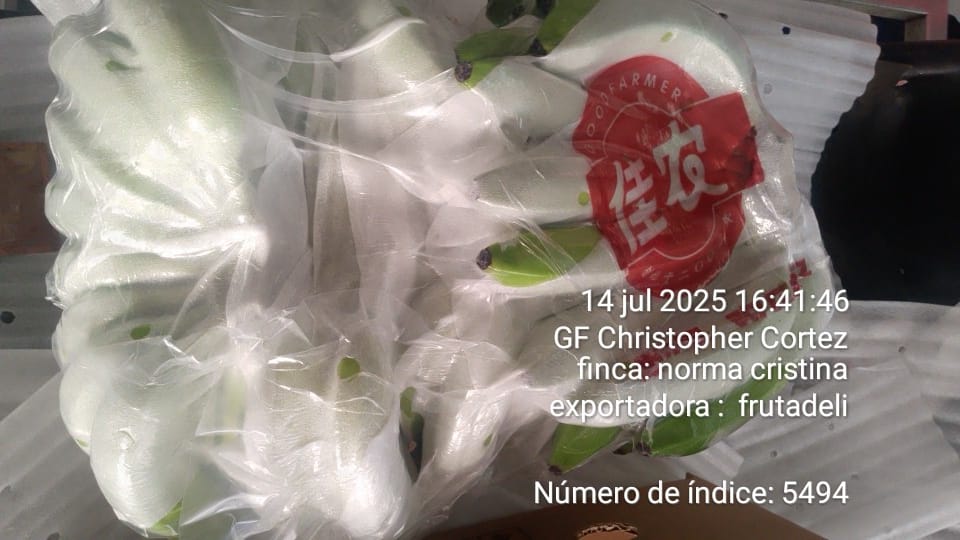 GOODFARMER
佳农
14 jul 2025 16:41:46
GF Christopher Cortez
finca: norma cristina
exportadora : frutadeli
Número de índice: 5494